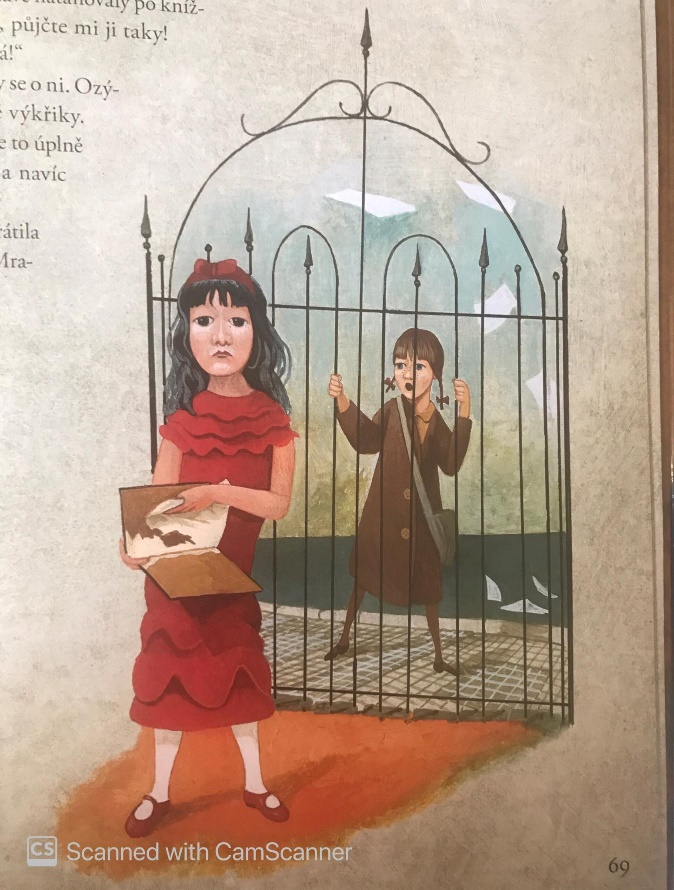 po kníž-
, půjčte mi ji taky!
á!“
y se o ni. Ozý-
výkřiky.
e to úplně
a navíc
rátila
Mra-
69
CS Scanned with CamScanner